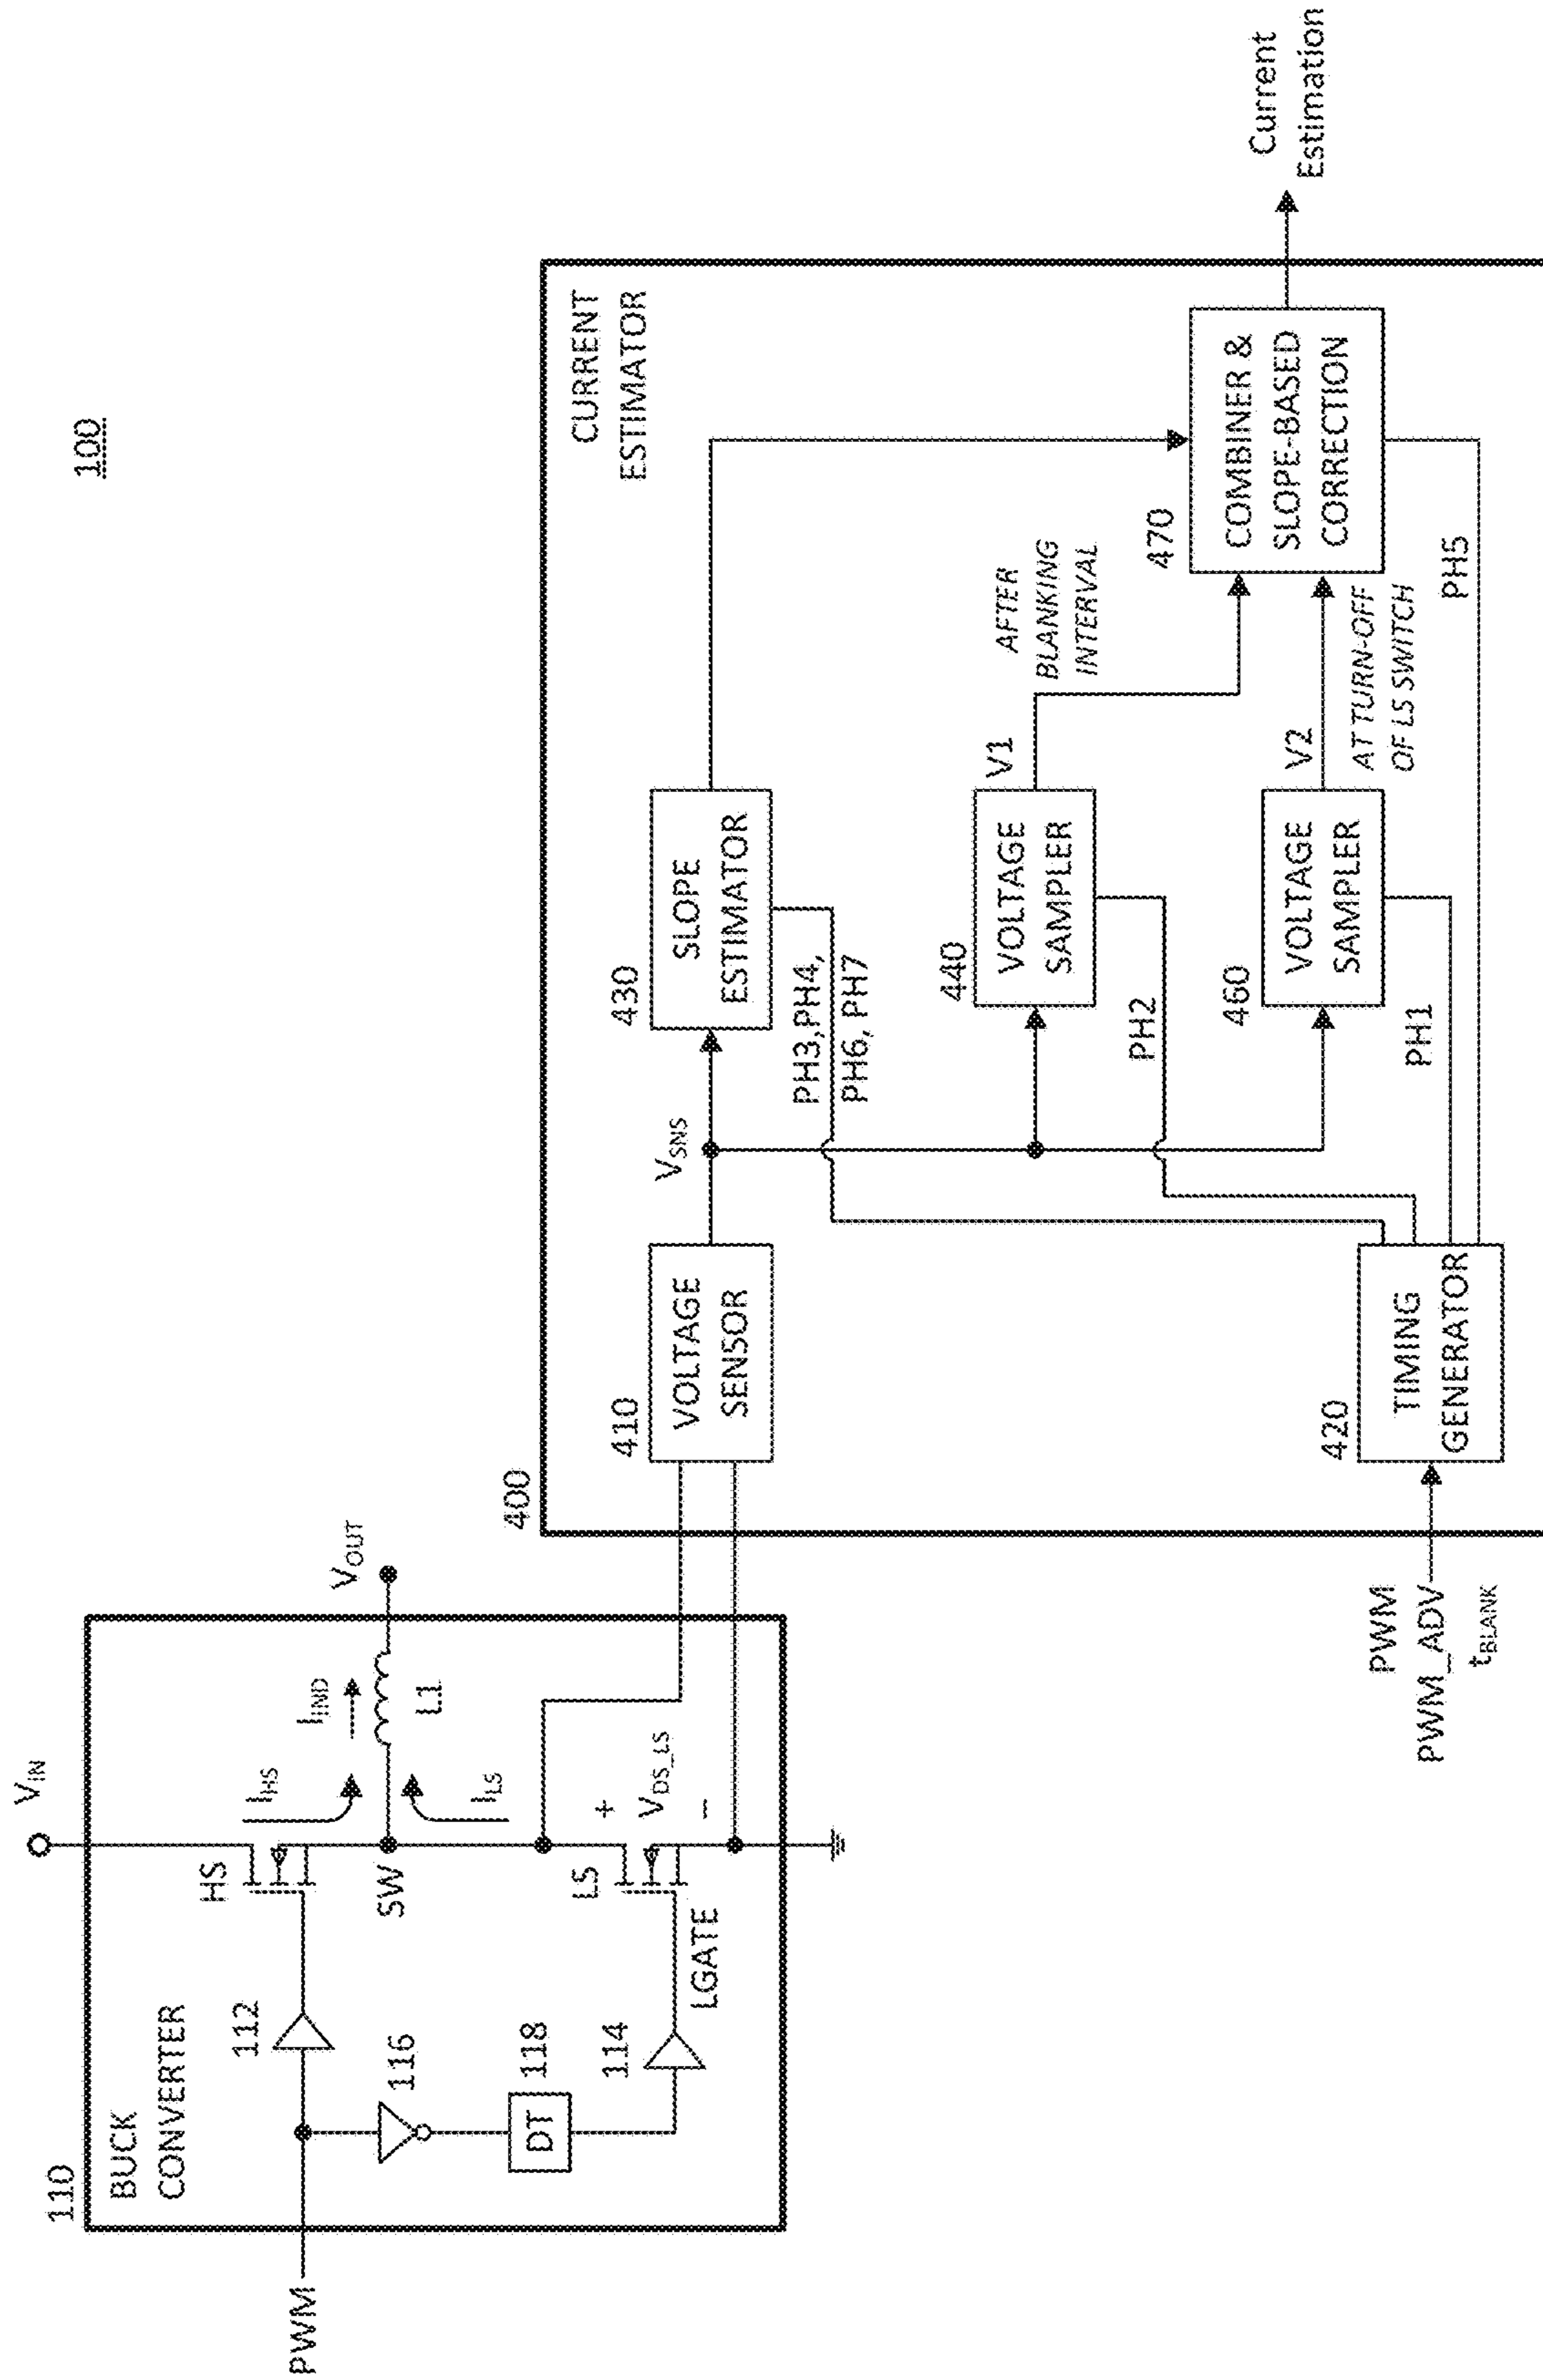 100
110
BUCK
CONVERTER
PWM
112
116
DT
118
114
LGATE
HS
SW
LS
V_IN
I_HS
I_LS
I_IND
L1
V_OUT
+
V_DS_LS
−
400
CURRENT
ESTIMATOR
410
VOLTAGE
SENSOR
V_SNS
430
SLOPE
ESTIMATOR
PH3,PH4,
PH6, PH7
440
VOLTAGE
SAMPLER
PH2
V1
AFTER
BLANKING
INTERVAL
460
VOLTAGE
SAMPLER
PH1
V2
AT TURN-OFF
OF LS SWITCH
470
COMBINER &
SLOPE-BASED
CORRECTION
PH5
Current
Estimation
PWM
PWM_ADV
t_BLANK
420
TIMING
GENERATOR